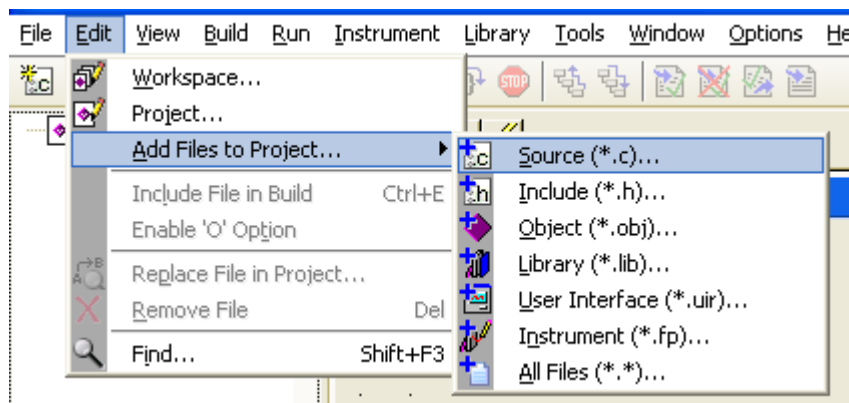 File Edit View Build Run Instrument Library Tools Window Options He
.c STOP
Workspace...
Project...
Add Files to Project...
Include File in Build Ctrl+E
Enable 'O' Option
A B Replace File in Project...
Remove File Del
Find... Shift+F3
.c Source (*.c)...
.h Include (*.h)...
Object (*.obj)...
Library (*.lib)...
User Interface (*.uir)...
Instrument (*.fp)...
All Files (*.*)...